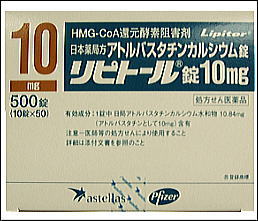 10
mg
500錠
(10錠×50)
HMG-CoA還元酵素阻害剤
Lipitor
日本薬局方 アトルバスタチンカルシウム錠
リピトール®錠10mg
処方せん医薬品
有効成分:1錠中 日局アトルバスタチンカルシウム水和物 10.84mg
(アトルバスタチンとして10mg) 含有
注意-医師等の処方せんにより使用すること
詳細は添付文書を参照のこと
登録商標
astellas
Pfizer